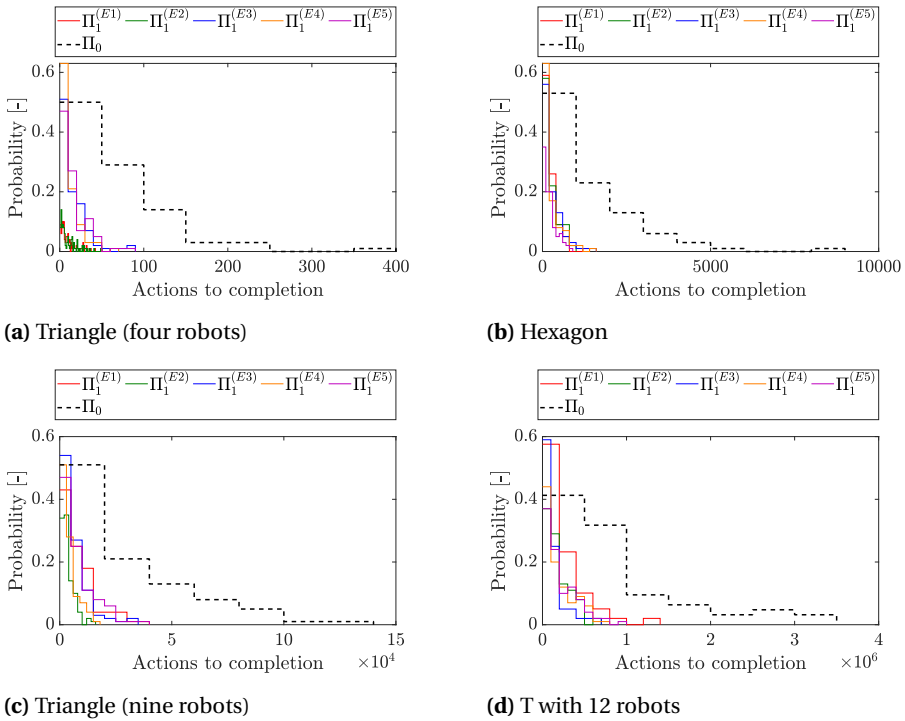 Π₁^(E1) Π₁^(E2) Π₁^(E3) Π₁^(E4) Π₁^(E5)
Π₀
0.6
0.4
0.2
0
Probability [-]
0 100 200 300 400
Actions to completion
(a) Triangle (four robots)
Π₁^(E1) Π₁^(E2) Π₁^(E3) Π₁^(E4) Π₁^(E5)
Π₀
0.6
0.4
0.2
0
Probability [-]
0 5000 10000
Actions to completion
(b) Hexagon
Π₁^(E1) Π₁^(E2) Π₁^(E3) Π₁^(E4) Π₁^(E5)
Π₀
0.6
0.4
0.2
0
Probability [-]
0 5 10 15
Actions to completion ×10⁴
(c) Triangle (nine robots)
Π₁^(E1) Π₁^(E2) Π₁^(E3) Π₁^(E4) Π₁^(E5)
Π₀
0.6
0.4
0.2
0
Probability [-]
0 1 2 3 4
Actions to completion ×10⁶
(d) T with 12 robots